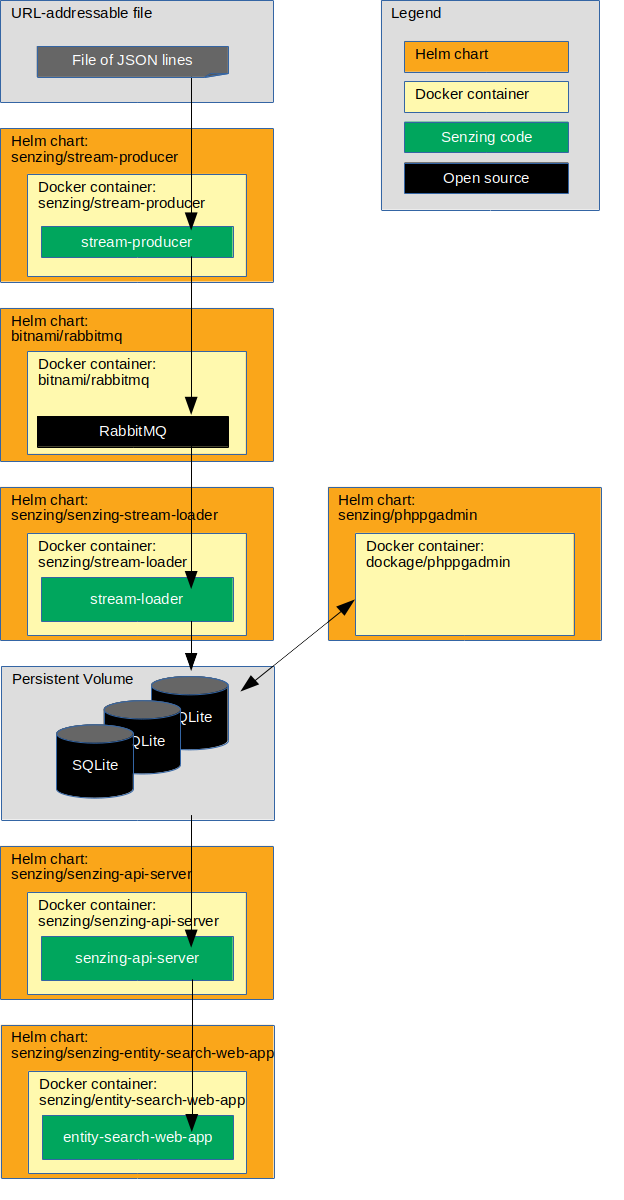 URL-addressable file
File of JSON lines
Legend
Helm chart
Docker container
Senzing code
Open source
Helm chart:
senzing/stream-producer
Docker container:
senzing/stream-producer
stream-producer
Helm chart:
bitnami/rabbitmq
Docker container:
bitnami/rabbitmq
RabbitMQ
Helm chart:
senzing/senzing-stream-loader
Docker container:
senzing/stream-loader
stream-loader
Helm chart:
senzing/phppgadmin
Docker container:
dockage/phppgadmin
Persistent Volume
QLite
QLite
SQLite
Helm chart:
senzing/senzing-api-server
Docker container:
senzing/senzing-api-server
senzing-api-server
Helm chart:
senzing/senzing-entity-search-web-app
Docker container:
senzing/entity-search-web-app
entity-search-web-app